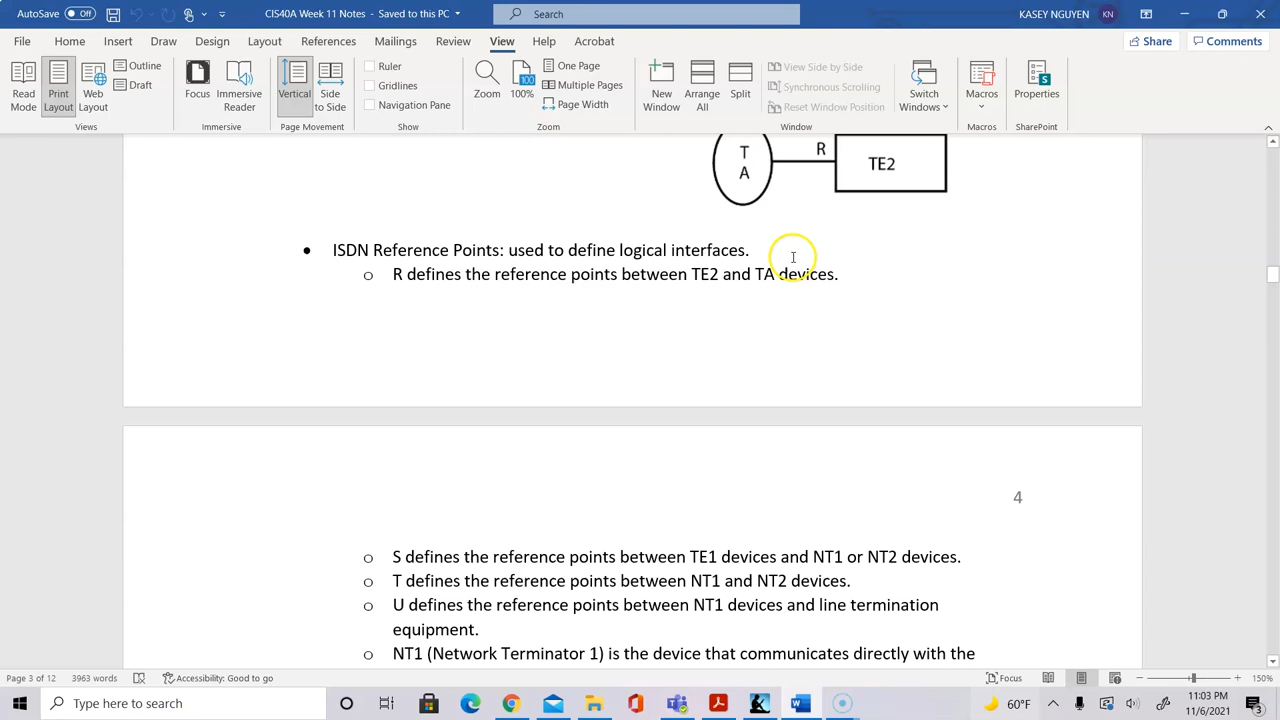 AutoSave Off CIS40A Week 11 Notes Search KASEY NGUYEN KN
File Home Insert Draw Design Layout References Mailings Review View Help Acrobat Share Comments
Read Mode
Print Layout
Web Layout
Outline
Draft
Views
Focus
Immersive Reader
Immersive
Vertical
Side to Side
Page Movement
Ruler
Gridlines
Navigation Pane
Show
Zoom
100
100%
One Page
Multiple Pages
Page Width
Zoom
New Window
Arrange All
Split
View Side by Side
Synchronous Scrolling
Reset Window Position
Switch Windows
Window
Macros
Macros
Properties
SharePoint
T
A
R
TE2
• ISDN Reference Points: used to define logical interfaces.
o R defines the reference points between TE2 and TA devices.
4
o S defines the reference points between TE1 devices and NT1 or NT2 devices.
o T defines the reference points between NT1 and NT2 devices.
o U defines the reference points between NT1 devices and line termination
equipment.
o NT1 (Network Terminator 1) is the device that communicates directly with the
Page 3 of 12 3963 words Accessibility: Good to go Focus 150%
Type here to search 60°F 11:03 PM
11/6/2021 3